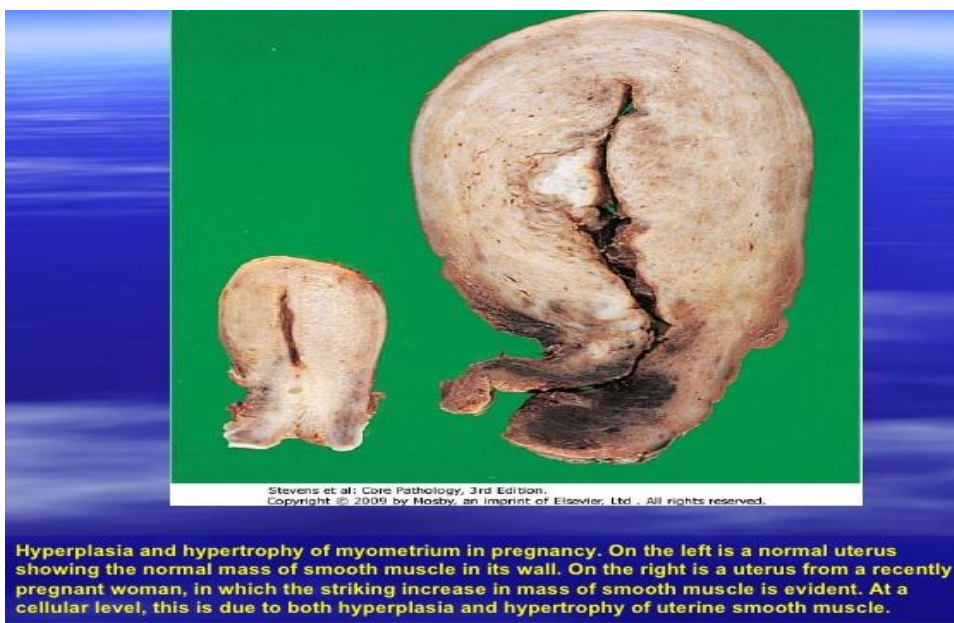 Stevens et al: Core Pathology, 3rd Edition.
Copyright © 2009 by Mosby, an imprint of Elsevier, Ltd . All rights reserved.
Hyperplasia and hypertrophy of myometrium in pregnancy. On the left is a normal uterus
showing the normal mass of smooth muscle in its wall. On the right is a uterus from a recently
pregnant woman, in which the striking increase in mass of smooth muscle is evident. At a
cellular level, this is due to both hyperplasia and hypertrophy of uterine smooth muscle.